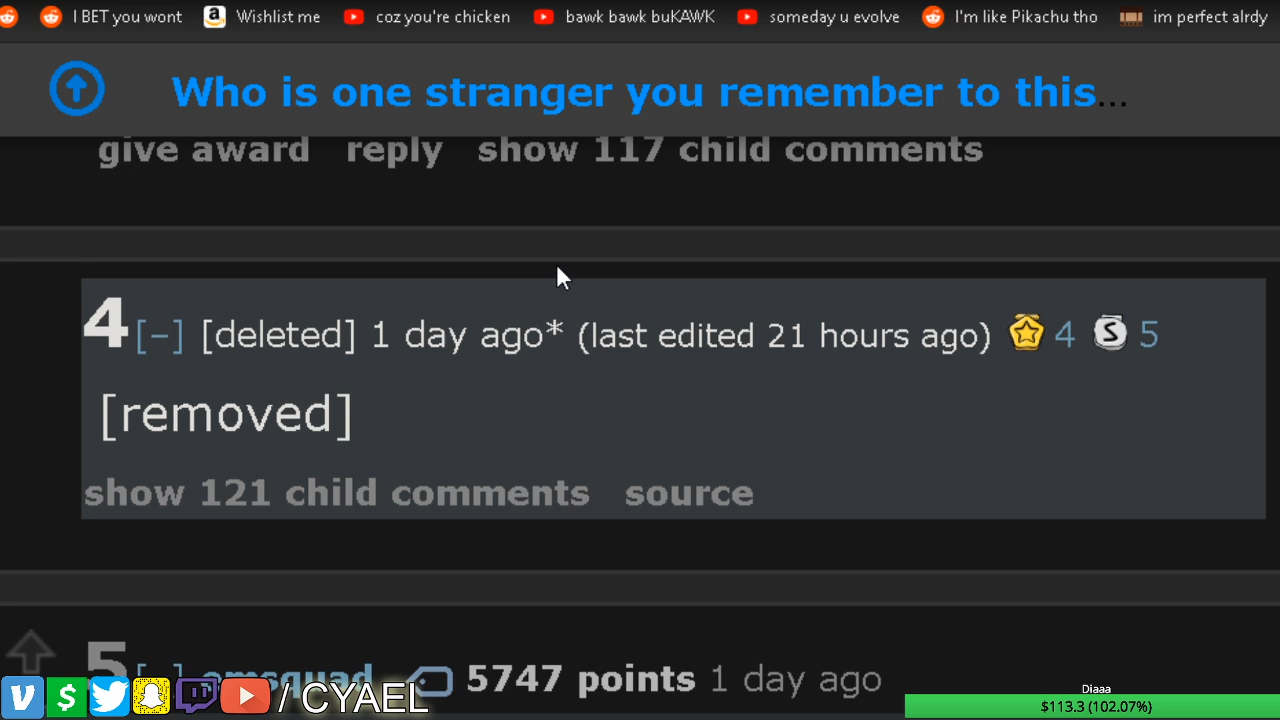 I BET you wont Wishlist me coz you're chicken bawk bawk buKAWK someday u evolve I'm like Pikachu tho im perfect alrdy
Who is one stranger you remember to this...
give award reply show 117 child comments
4 [–] [deleted] 1 day ago* (last edited 21 hours ago) 4 S 5
[removed]
show 121 child comments source
5 [–] 5747 points 1 day ago
/CYAEL
Diaaa
$113.3 (102.07%)